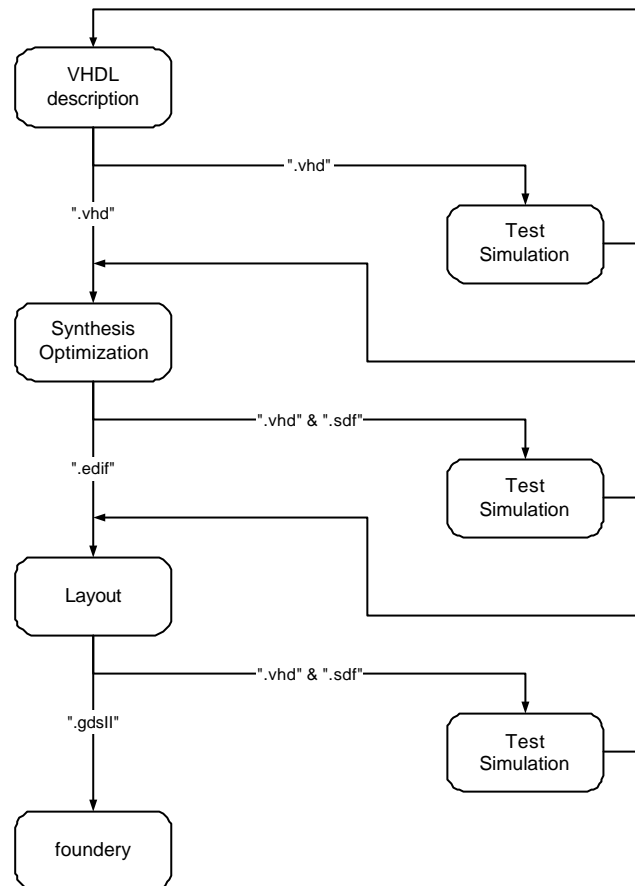 VHDL
description
".vhd"
".vhd"
Test
Simulation
Synthesis
Optimization
".vhd" & ".sdf"
".edif"
Test
Simulation
Layout
".vhd" & ".sdf"
".gdsII"
Test
Simulation
foundery